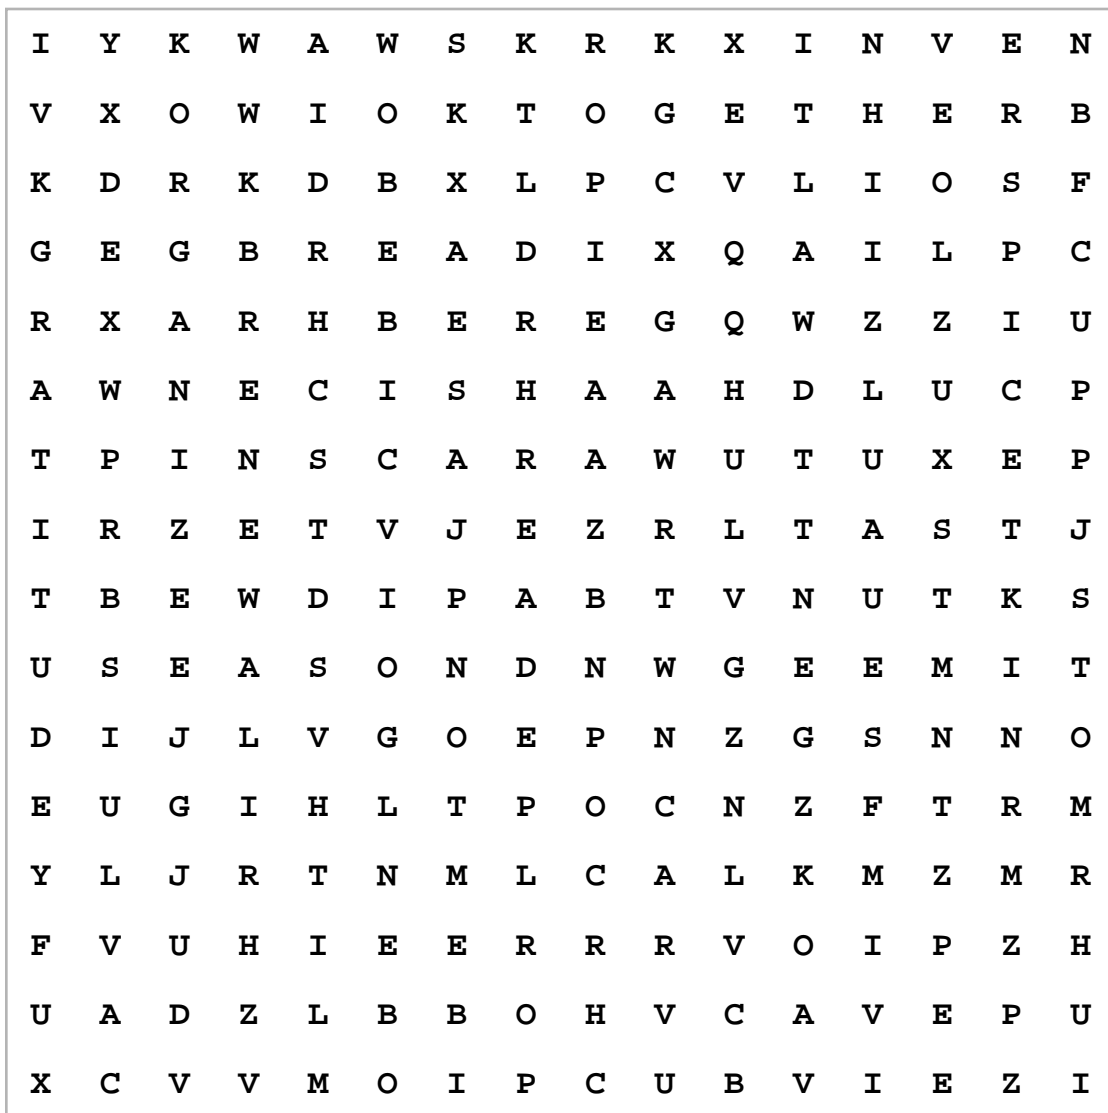 I Y K W A W S K R K X I N V E N
V X O W I O K T O G E T H E R B
K D R K D B X L P C V L I O S F
G E G B R E A D I X Q A I L P C
R X A R H B E R E G Q W Z Z I U
A W N E C I S H A A H D L U C P
T P I N S C A R A W U T U X E P
I R Z E T V J E Z R L T A S T J
T B E W D I P A B T V N U T K S
U S E A S O N D N W G E E M I T
D I J L V G O E P N Z G S N N O
E U G I H L T P O C N Z F T R M
Y L J R T N M L C A L K M Z M R
F V U H I E E R R R V O I P Z H
U A D Z L B B O H V C A V E P U
X C V V M O I P C U B V I E Z I